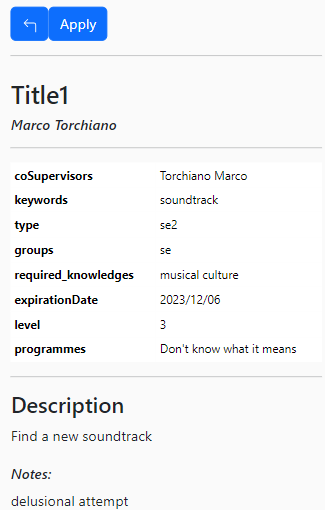 Apply
Title1
Marco Torchiano
coSupervisors Torchiano Marco
keywords soundtrack
type se2
groups se
required_knowledges musical culture
expirationDate 2023/12/06
level 3
programmes Don't know what it means
Description
Find a new soundtrack
Notes:
delusional attempt